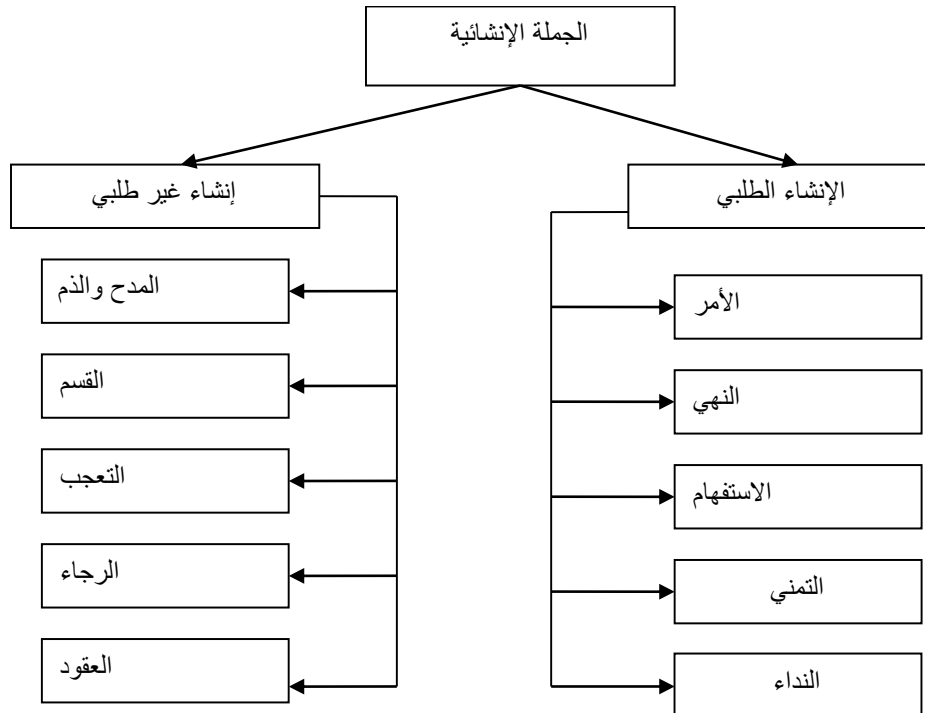 الجملة الإنشائية
الإنشاء الطلبي
إنشاء غير طلبي
الأمر
النهي
الاستفهام
التمني
النداء
المدح والذم
القسم
التعجب
الرجاء
العقود